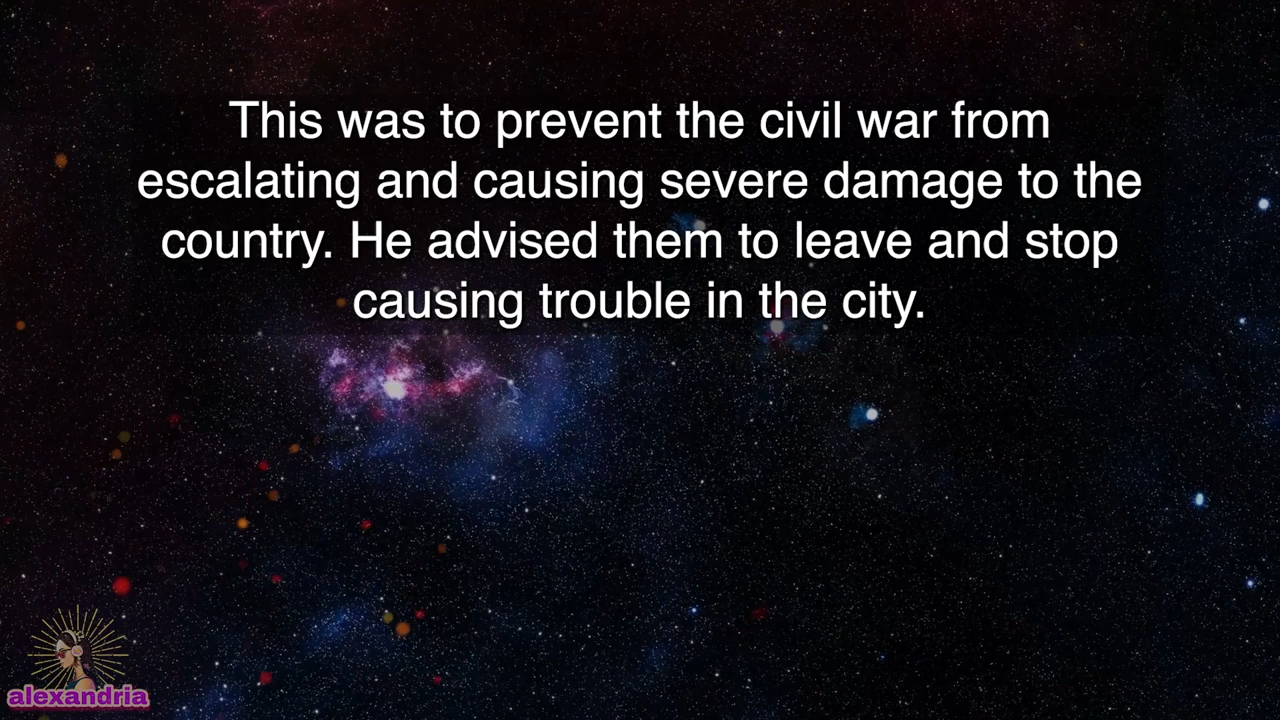 This was to prevent the civil war from
escalating and causing severe damage to the
country. He advised them to leave and stop
causing trouble in the city.
alexandria